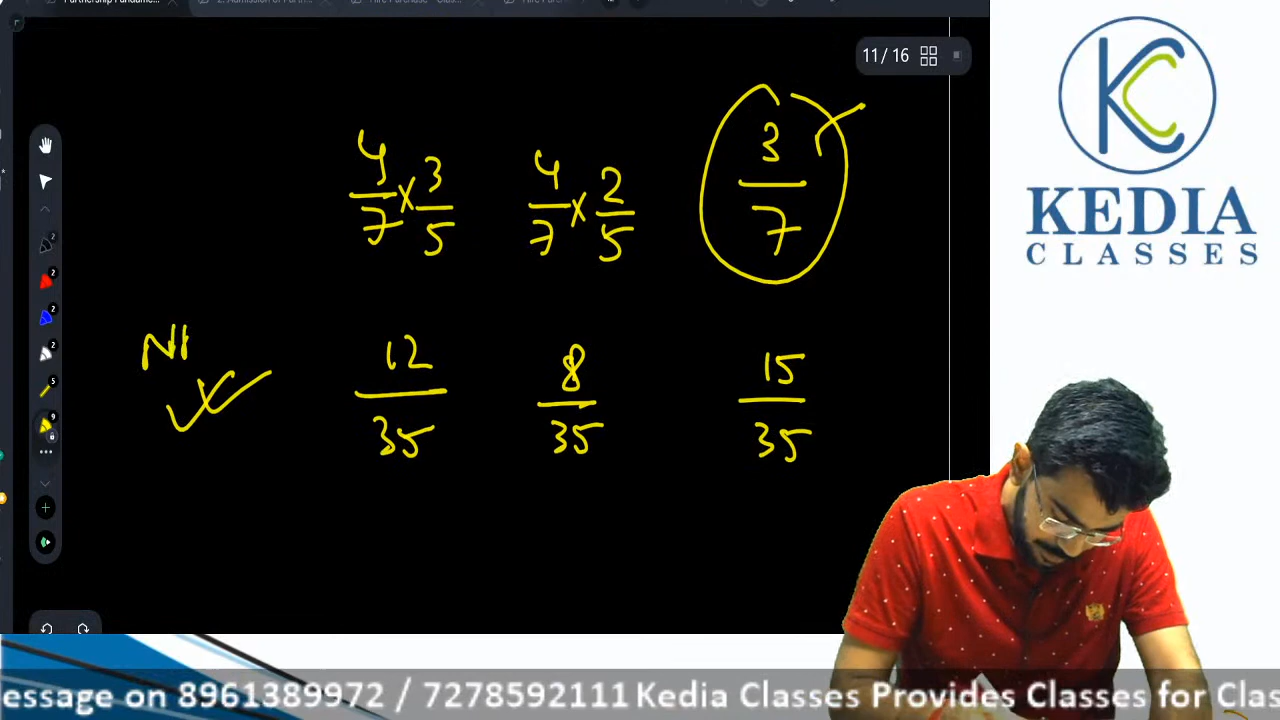 11 / 16
KC
KEDIA
CLASSES
4/7 × 3/5 4/7 × 2/5 3/7
12/35 8/35 15/35
essage on 8961389972 / 7278592111 Kedia Classes Provides Classes for Clas